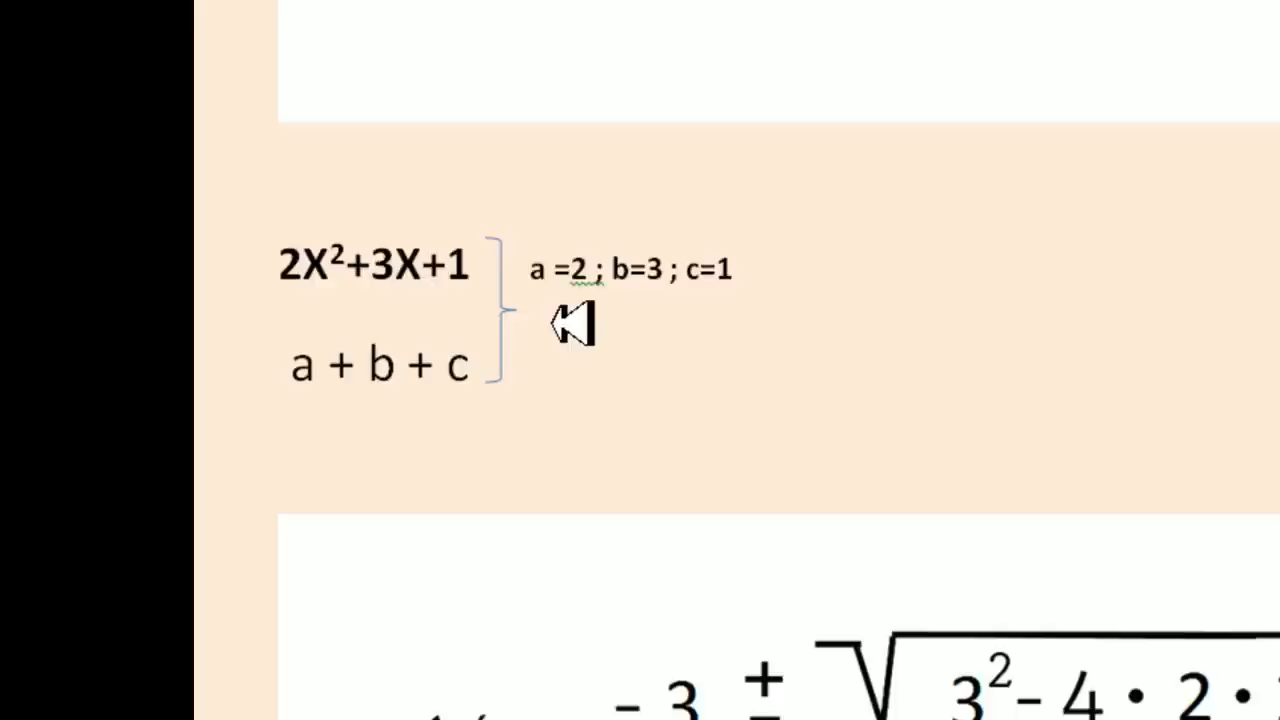 2X²+3X+1
a =2 ; b=3 ; c=1
a + b + c
- 3 ± √ 3² - 4 • 2 •